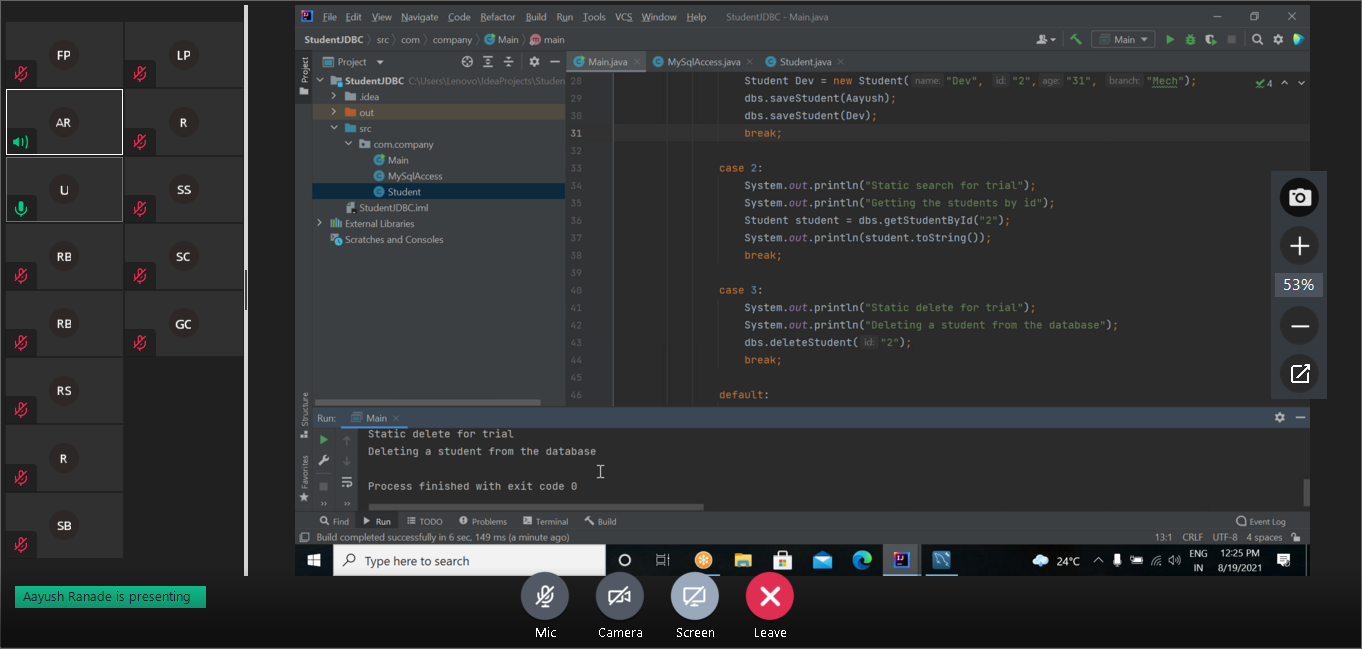 FP
LP
AR
R
U
SS
RB
SC
RB
GC
RS
R
SB
Aayush Ranade is presenting
File Edit View Navigate Code Refactor Build Run Tools VCS Window Help StudentJDBC - Main.java
StudentJDBC src com company Main main
Main
Project
Project
StudentJDBC C:\Users\Lenovo\IdeaProjects\Studen
.idea
out
src
com.company
Main
MySqlAccess
Student
StudentJDBC.iml
External Libraries
Scratches and Consoles
Structure
Favorites
Main.java MySqlAccess.java Student.java
4
28 Student Dev = new Student( name: "Dev", id: "2", age: "31", branch: "Mech");
29 dbs.saveStudent(Aayush);
30 dbs.saveStudent(Dev);
31 break;
32
33 case 2:
34 System.out.println("Static search for trial");
35 System.out.println("Getting the students by id");
36 Student student = dbs.getStudentById("2");
37 System.out.println(student.toString());
38 break;
39
40 case 3:
41 System.out.println("Static delete for trial");
42 System.out.println("Deleting a student from the database");
43 dbs.deleteStudent( id: "2");
44 break;
45
46 default:
Run: Main
Static delete for trial
Deleting a student from the database
Process finished with exit code 0
Find Run TODO Problems Terminal Build Event Log
Build completed successfully in 6 sec, 149 ms (a minute ago) 13:1 CRLF UTF-8 4 spaces
Type here to search
24°C
ENG
IN
12:25 PM
8/19/2021
53%
Mic Camera Screen Leave